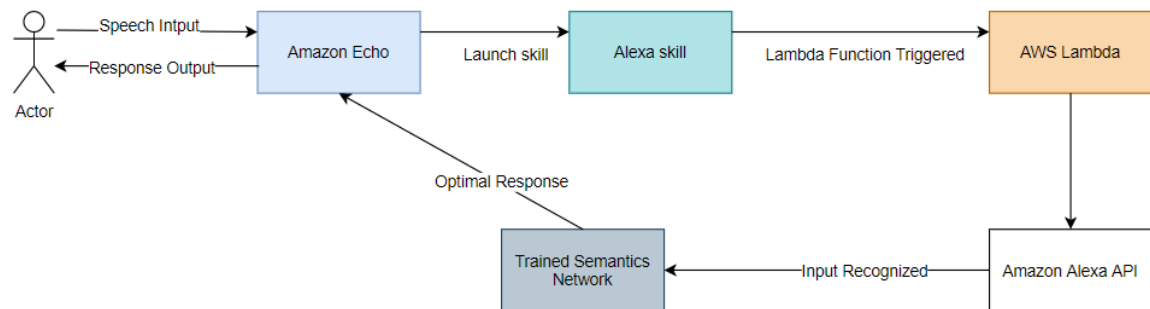 Speech Intput
Response Output
Actor
Amazon Echo
Launch skill
Alexa skill
Lambda Function Triggered
AWS Lambda
Optimal Response
Trained Semantics
Network
Input Recognized
Amazon Alexa API